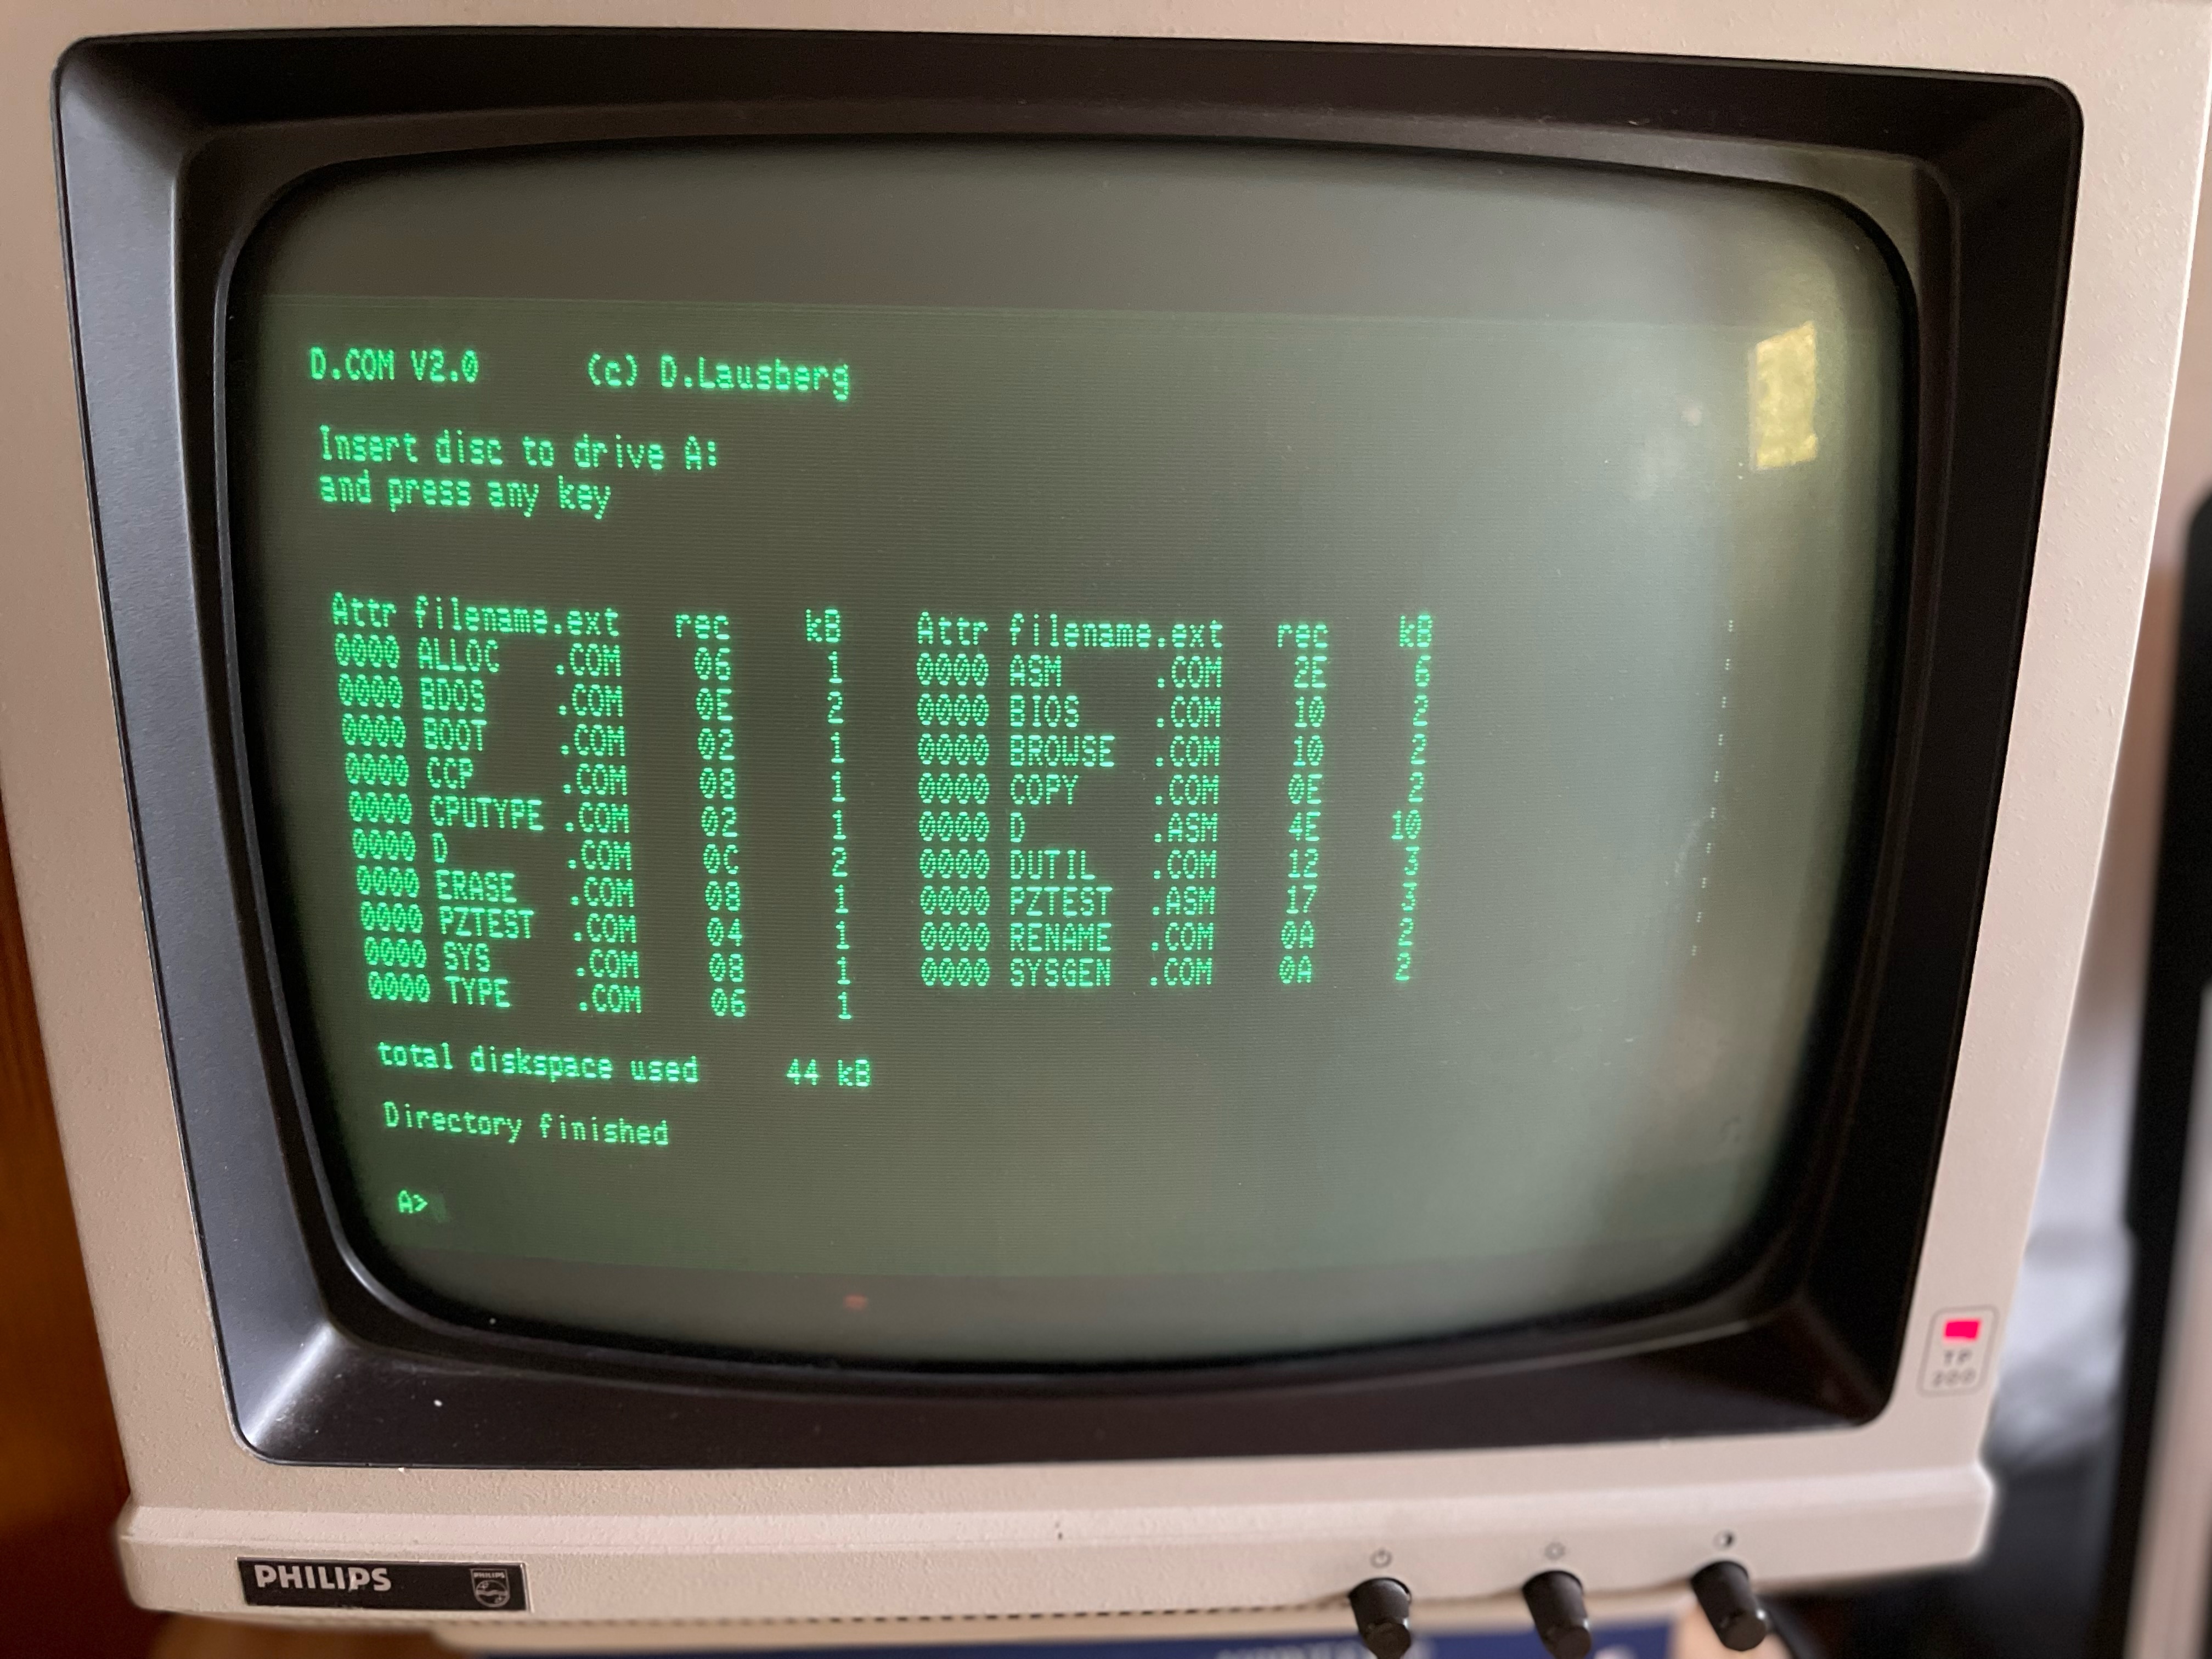 D.COM V2.0 (c) D.Lausberg
Insert disc to drive A:
and press any key
Attr filename.ext rec kB Attr filename.ext rec kB
0000 ALLOC .COM 06 1 0000 ASM .COM 2E 6
0000 BDOS .COM 0E 2 0000 BIOS .COM 10 2
0000 BOOT .COM 02 1 0000 BROWSE .COM 10 2
0000 CCP .COM 08 1 0000 COPY .COM 0E 2
0000 CPUTYPE .COM 02 1 0000 D .ASM 4E 10
0000 D .COM 0C 2 0000 DUTIL .COM 12 3
0000 ERASE .COM 08 1 0000 PZTEST .ASM 17 3
0000 PZTEST .COM 04 1 0000 RENAME .COM 0A 2
0000 SYS .COM 08 1 0000 SYSGEN .COM 0A 2
0000 TYPE .COM 06 1
total diskspace used 44 kB
Directory finished
A>
TP
200
PHILIPS
PHILIPS